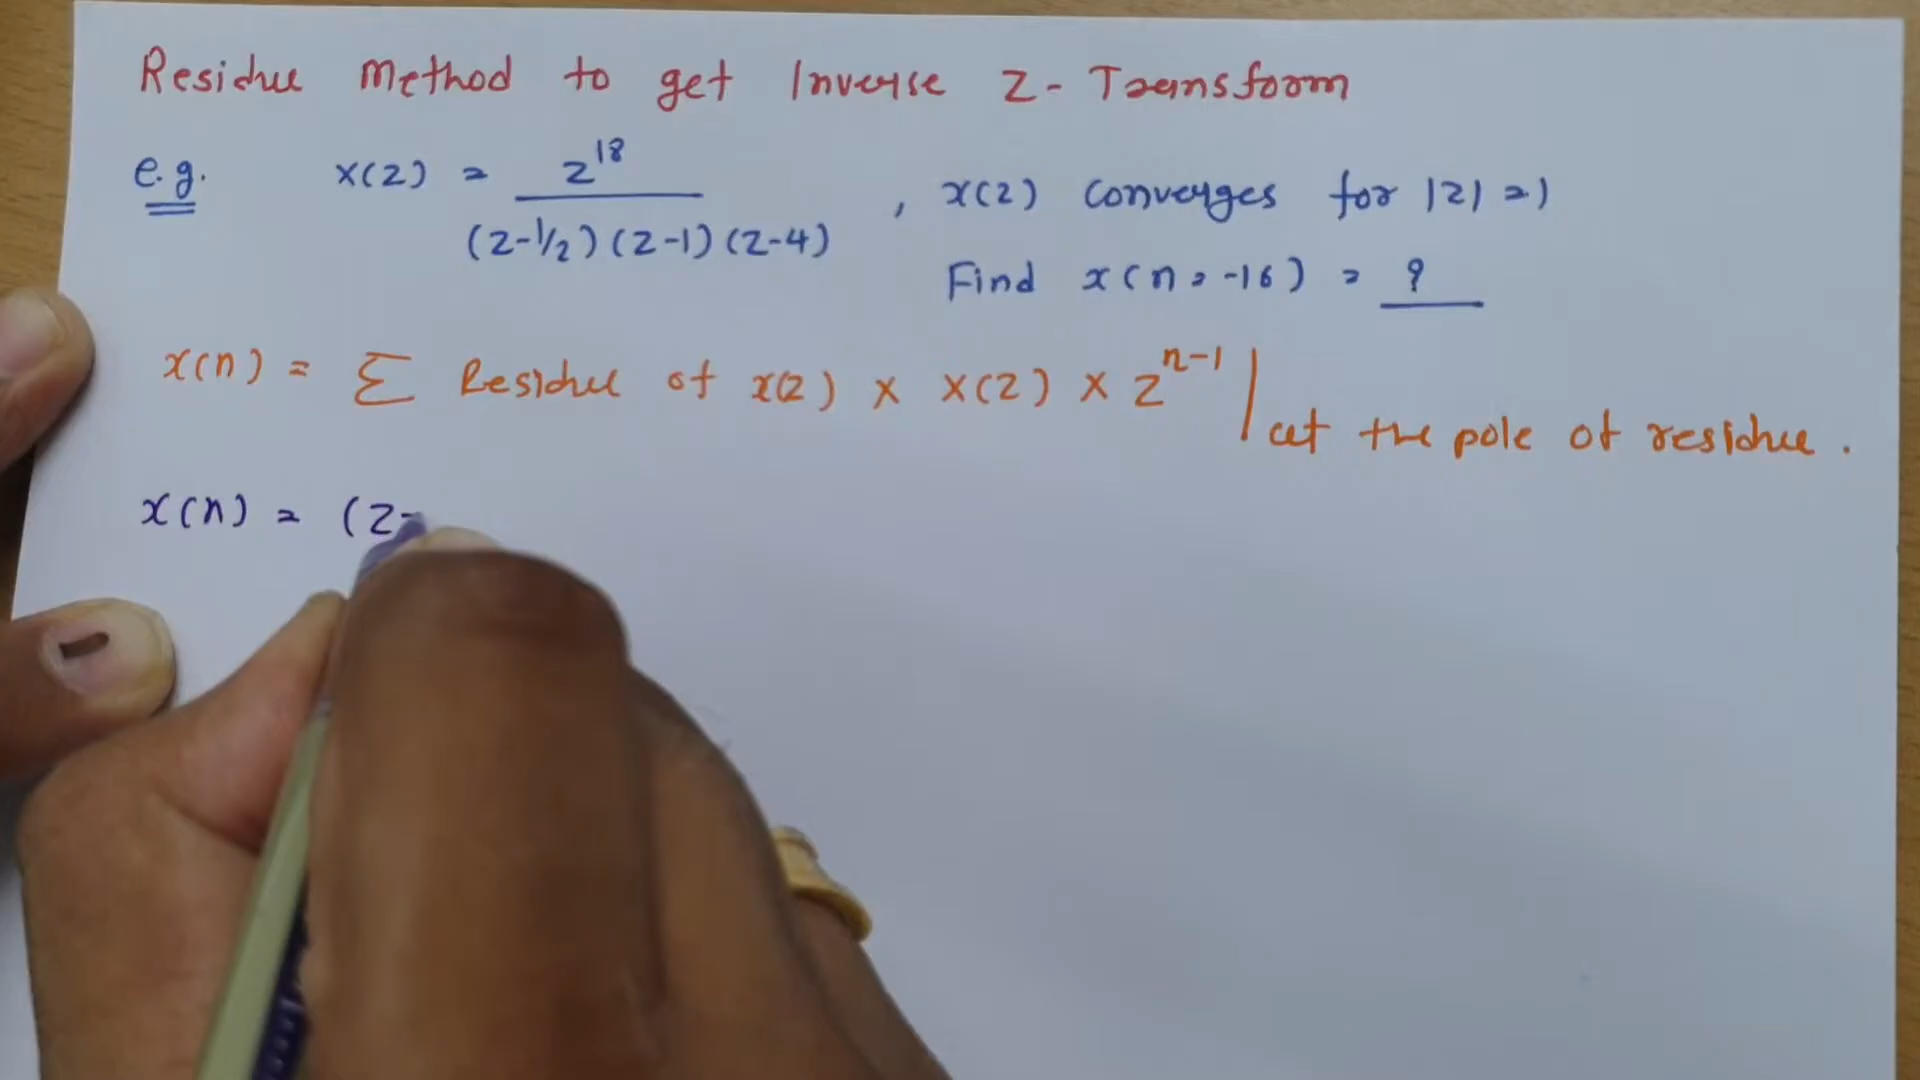 Residue Method to get Inverse Z-Transform
e.g. X(z) = z^18 / (z-1/2)(z-1)(z-4) , X(z) converges for |z|=1
Find x(n=-16) = ?
x(n) = Σ Residue of x(z) × X(z) × z^n-1 | at the pole of residue.
x(n) = (z-